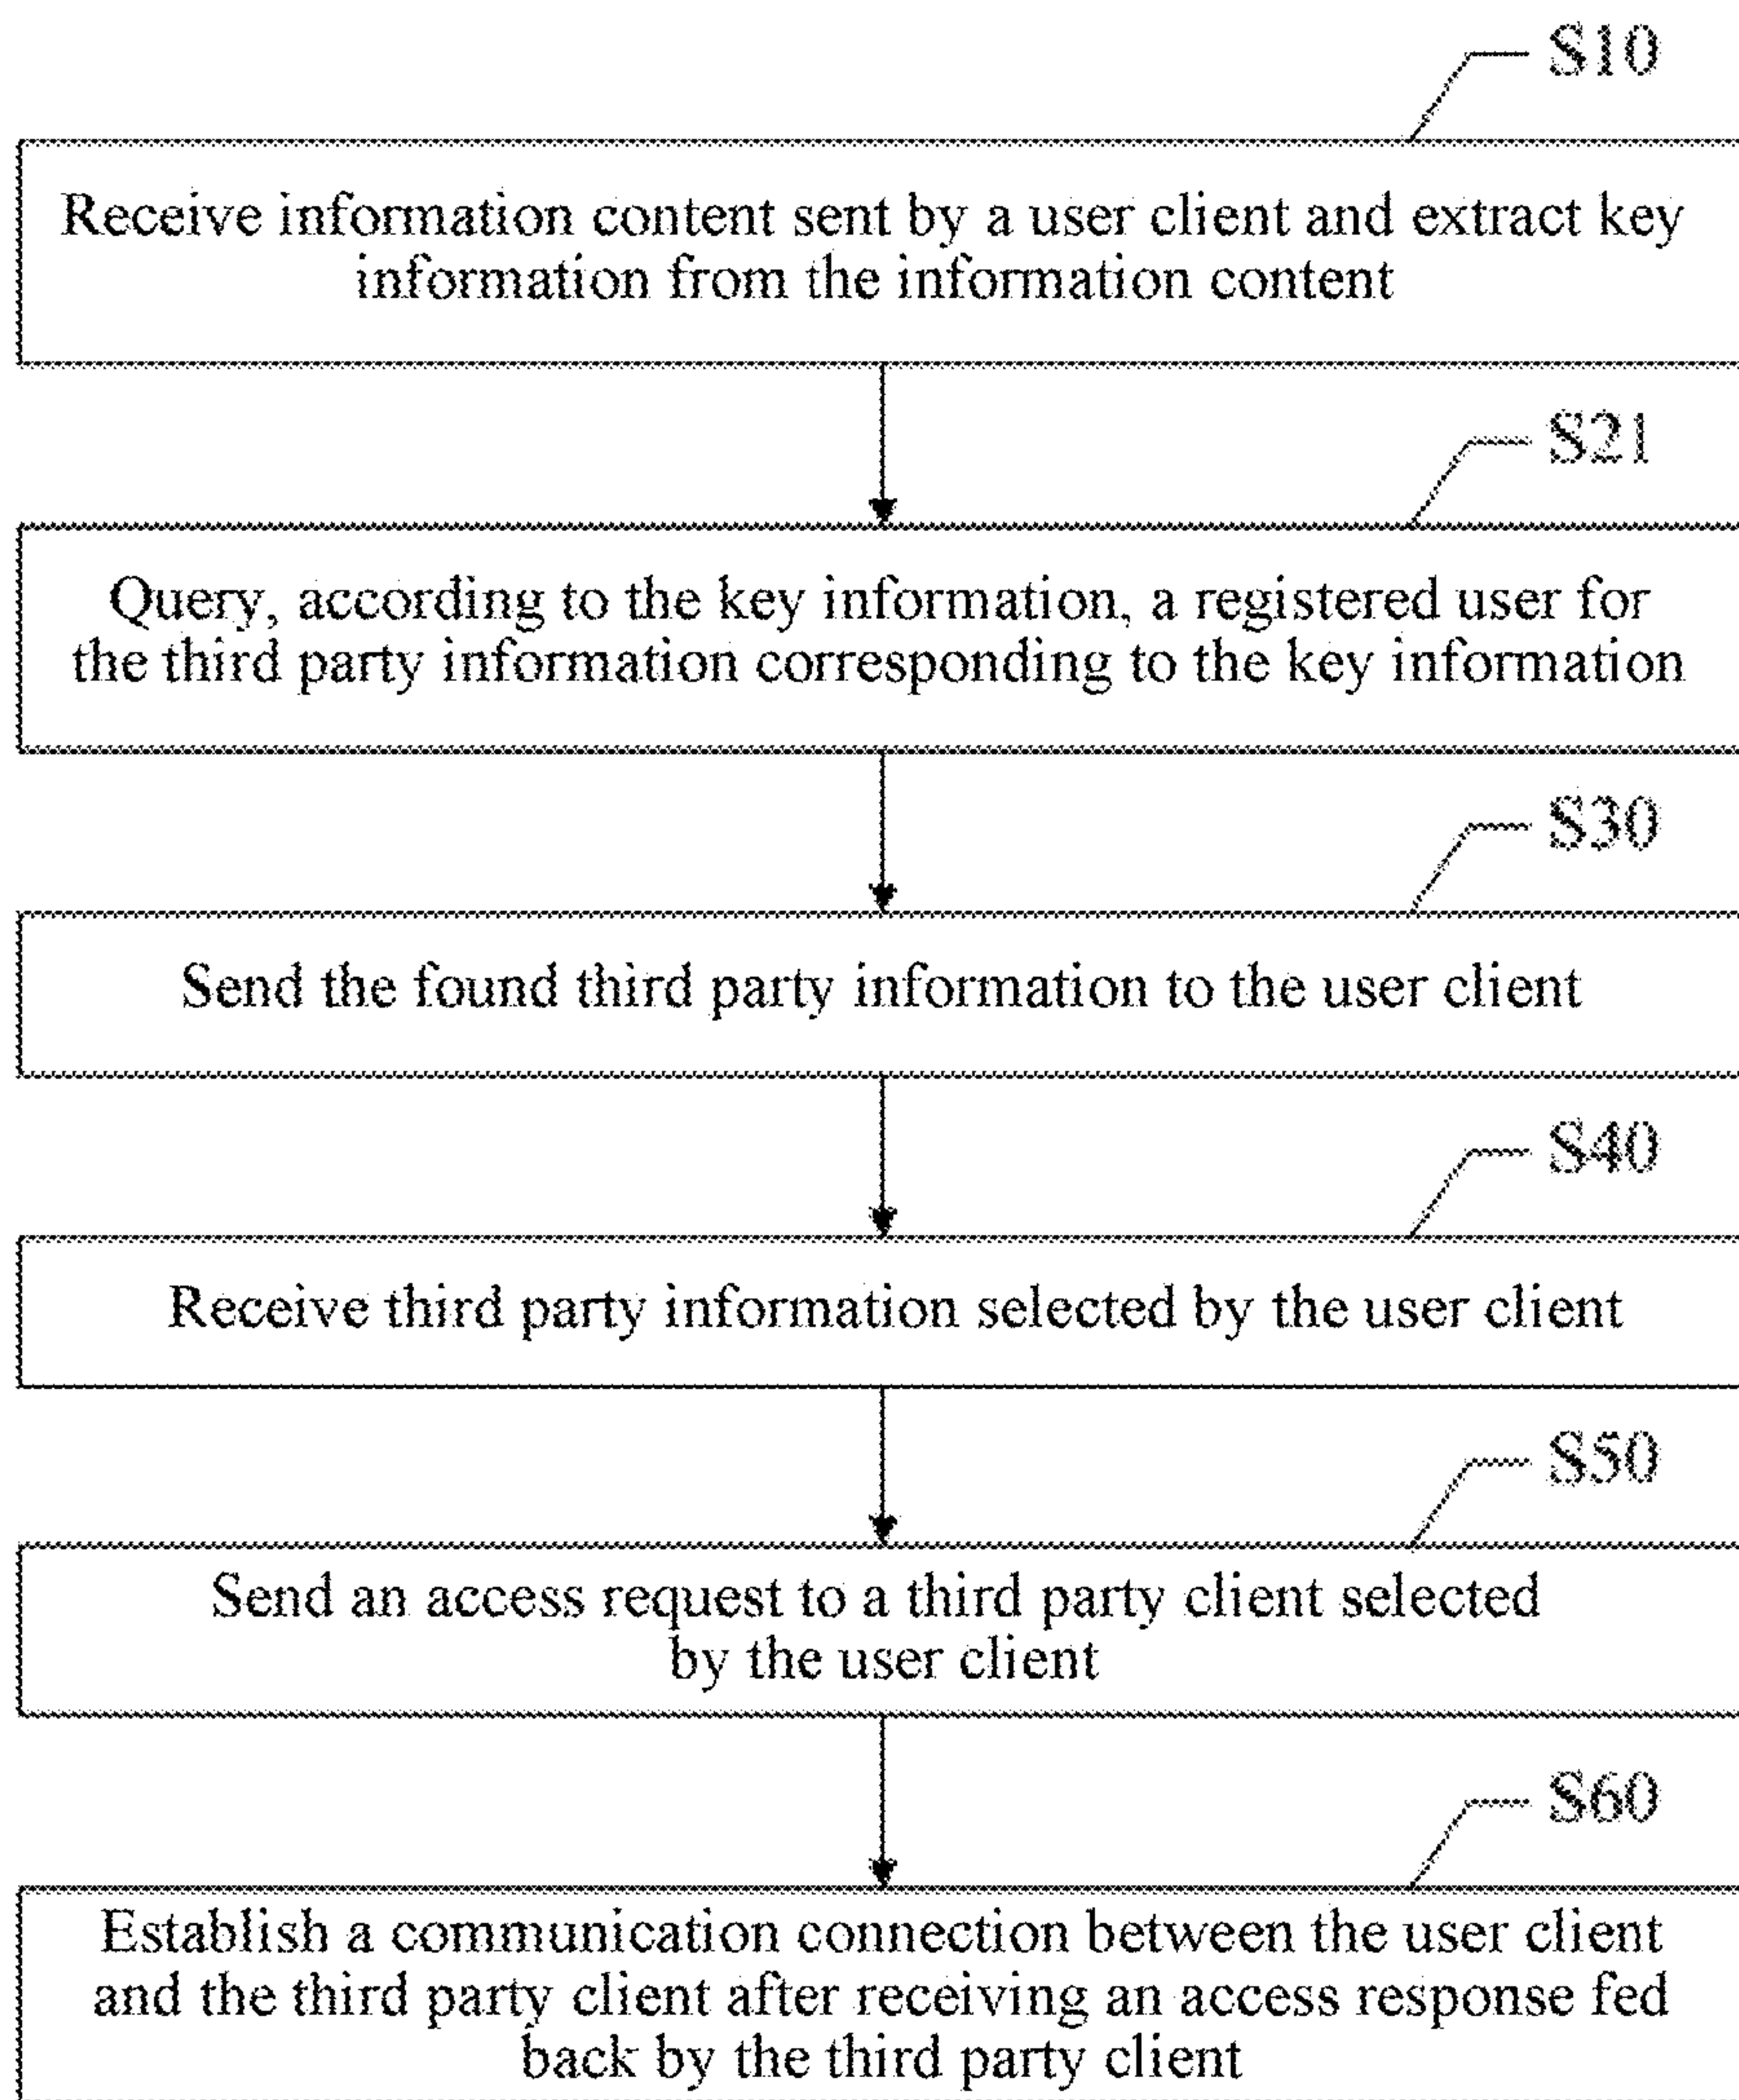 S10
Receive information content sent by a user client and extract key
information from the information content
S21
Query, according to the key information, a registered user for
the third party information corresponding to the key information
S30
Send the found third party information to the user client
S40
Receive third party information selected by the user client
S50
Send an access request to a third party client selected
by the user client
S60
Establish a communication connection between the user client
and the third party client after receiving an access response fed
back by the third party client